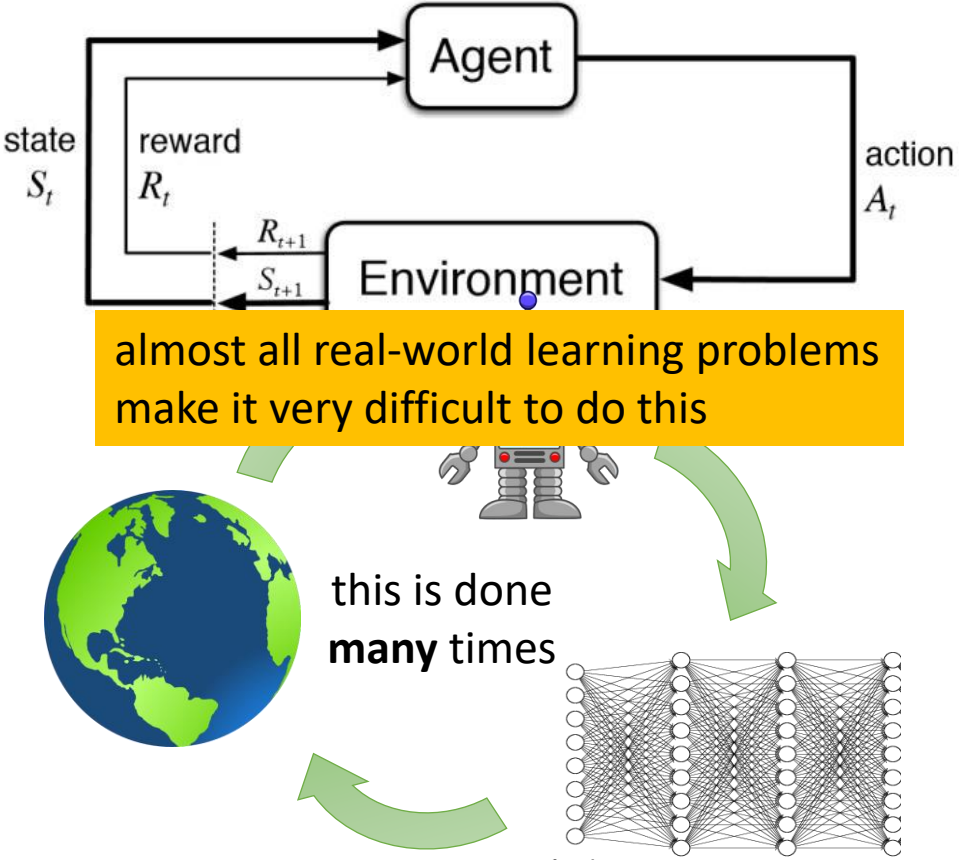 Agent
state
S_t
reward
R_t
action
A_t
R_{t+1}
S_{t+1}
Environment
almost all real-world learning problems
make it very difficult to do this
this is done
many times